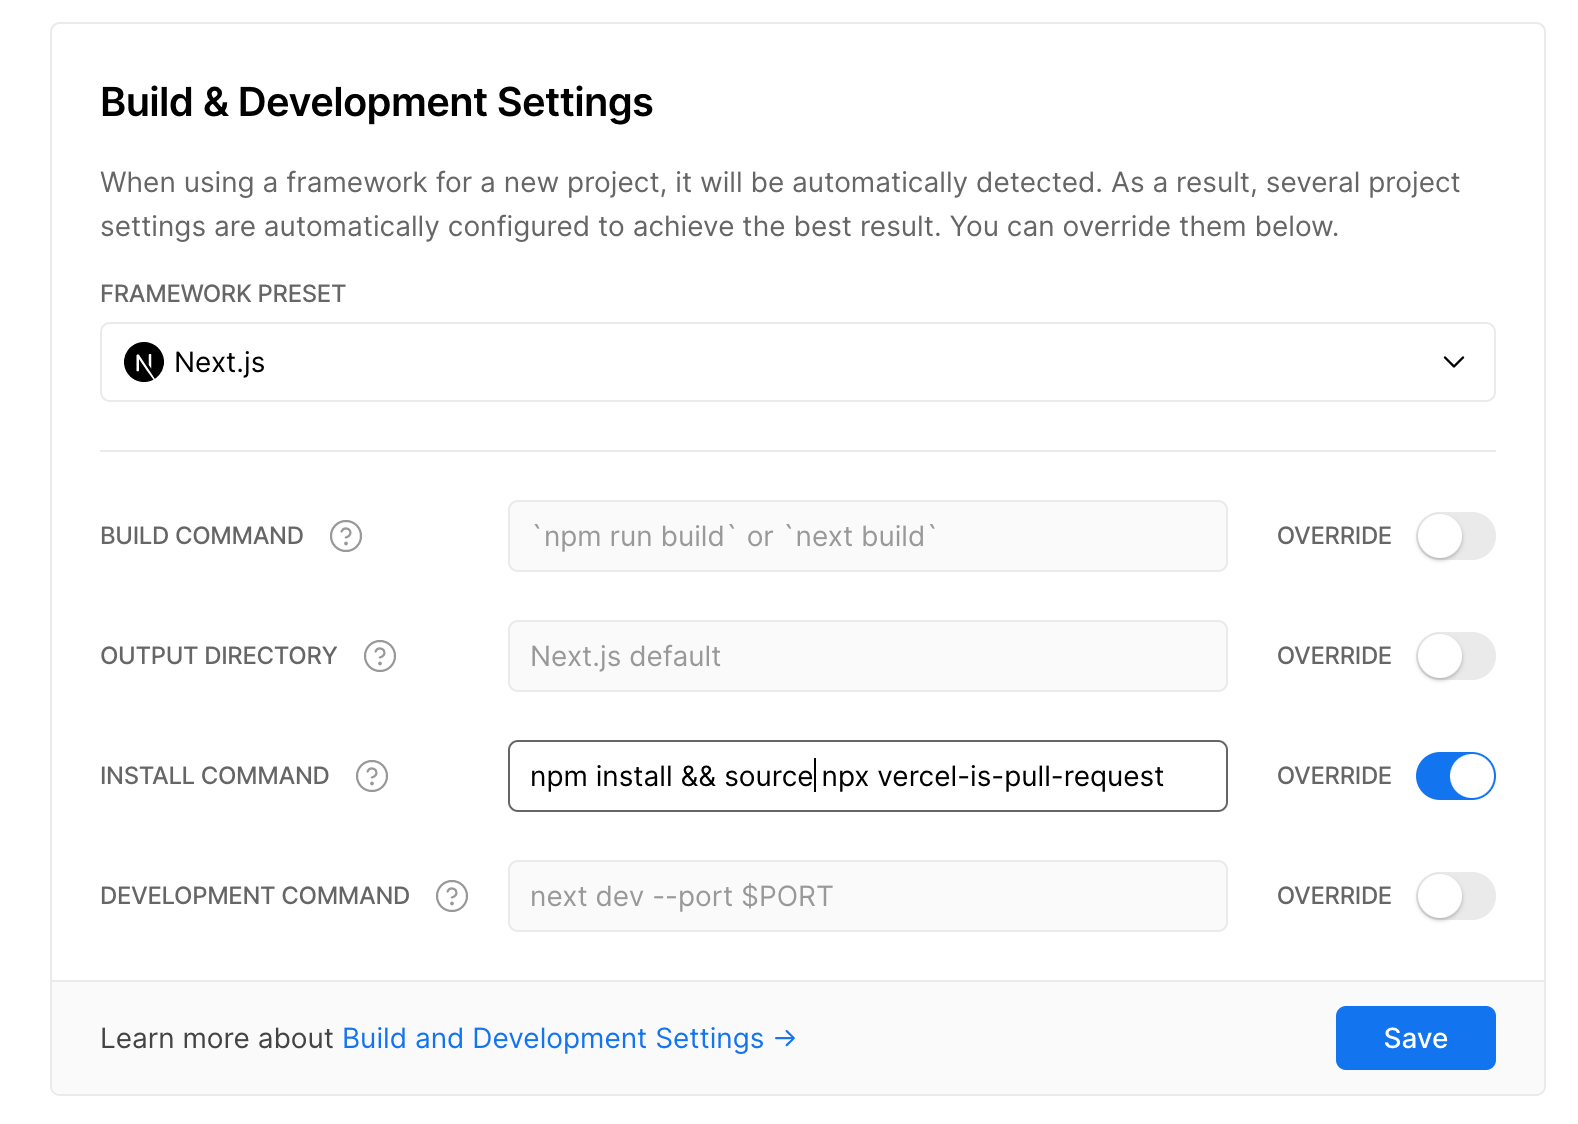 Build & Development Settings
When using a framework for a new project, it will be automatically detected. As a result, several project
settings are automatically configured to achieve the best result. You can override them below.
FRAMEWORK PRESET
N Next.js
BUILD COMMAND ? `npm run build` or `next build` OVERRIDE
OUTPUT DIRECTORY ? Next.js default OVERRIDE
INSTALL COMMAND ? npm install && source npx vercel-is-pull-request OVERRIDE
DEVELOPMENT COMMAND ? next dev --port $PORT OVERRIDE
Learn more about Build and Development Settings → Save